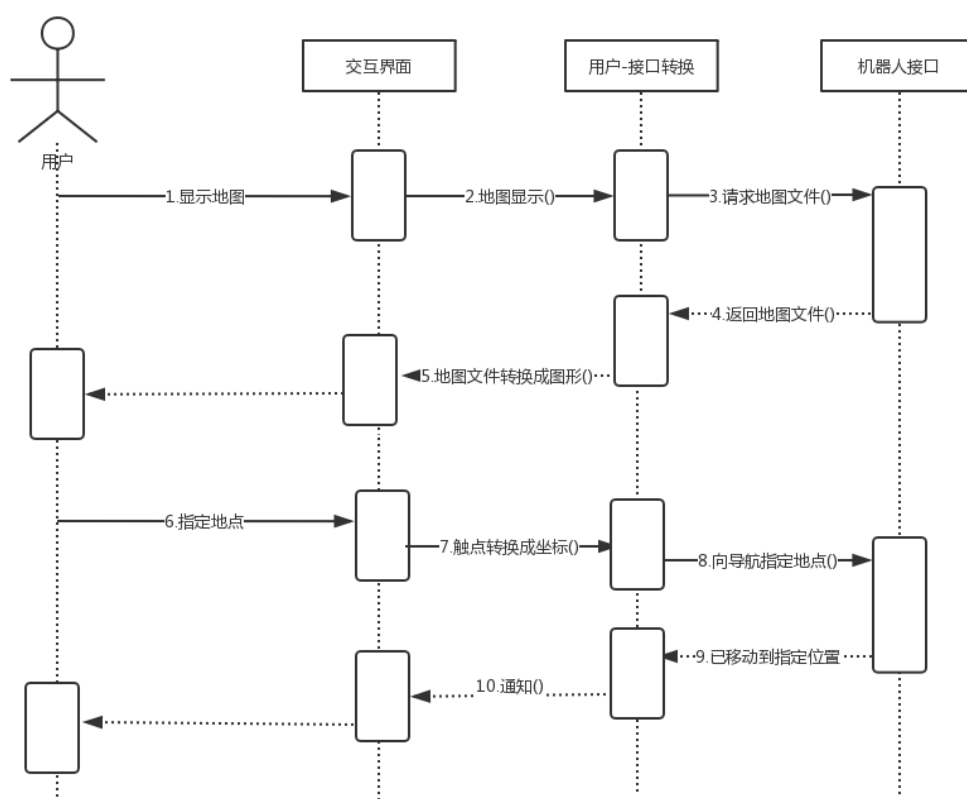 交互界面
用户-接口转换
机器人接口
用户
1.显示地图
2.地图显示()
3.请求地图文件()
4.返回地图文件()
5.地图文件转换成图形()
6.指定地点
7.触点转换成坐标()
8.向导航指定地点()
9.已移动到指定位置
10.通知()